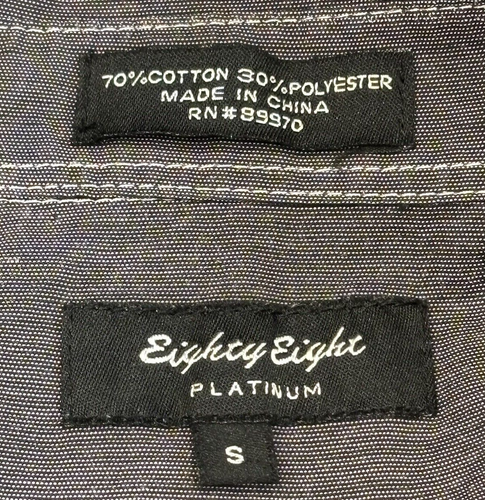 70%COTTON 30%POLYESTER
MADE IN CHINA
RN#89970
Eighty Eight
PLATINUM
S